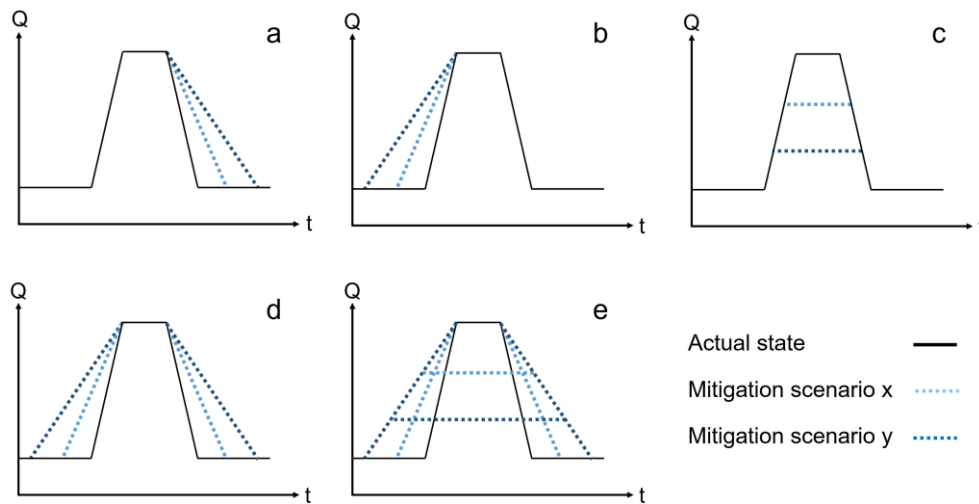 Q
a
t
Q
b
t
Q
c
t
Q
d
t
Q
e
t
Actual state
Mitigation scenario x
Mitigation scenario y